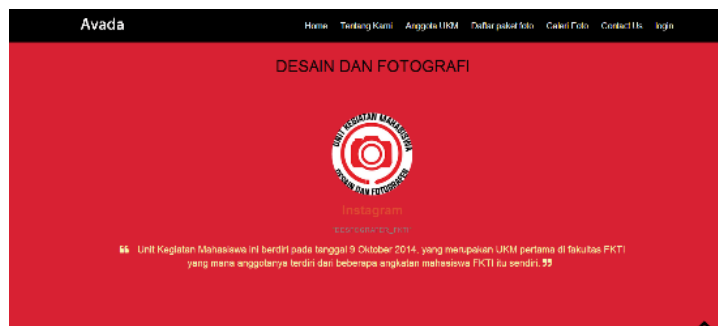 Avada
Home Tentang Kami Anggota UKM Daftar paket foto Galeri Foto Contact Us login
DESAIN DAN FOTOGRAFI
UNIT KEGIATAN MAHASISWA
DESAIN DAN FOTOGRAFER
Instagram
❝ Unit Kegiatan Mahasiswa ini berdiri pada tanggal 9 Oktober 2014, yang merupakan UKM pertama di fakultas FKTI
yang mana anggotanya terdiri dari beberapa angkatan mahasiswa FKTI itu sendiri. ❞